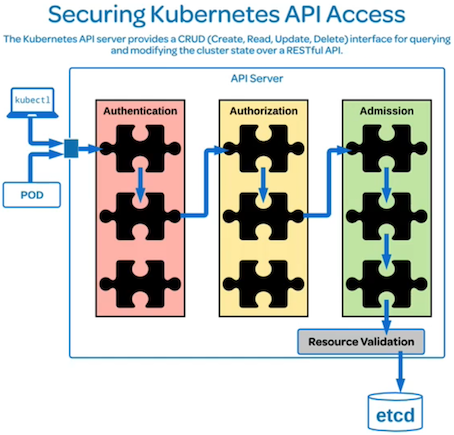 Securing Kubernetes API Access
The Kubernetes API server provides a CRUD (Create, Read, Update, Delete) interface for querying
and modifying the cluster state over a RESTful API.
API Server
kubectl
POD
Authentication
Authorization
Admission
Resource Validation
etcd